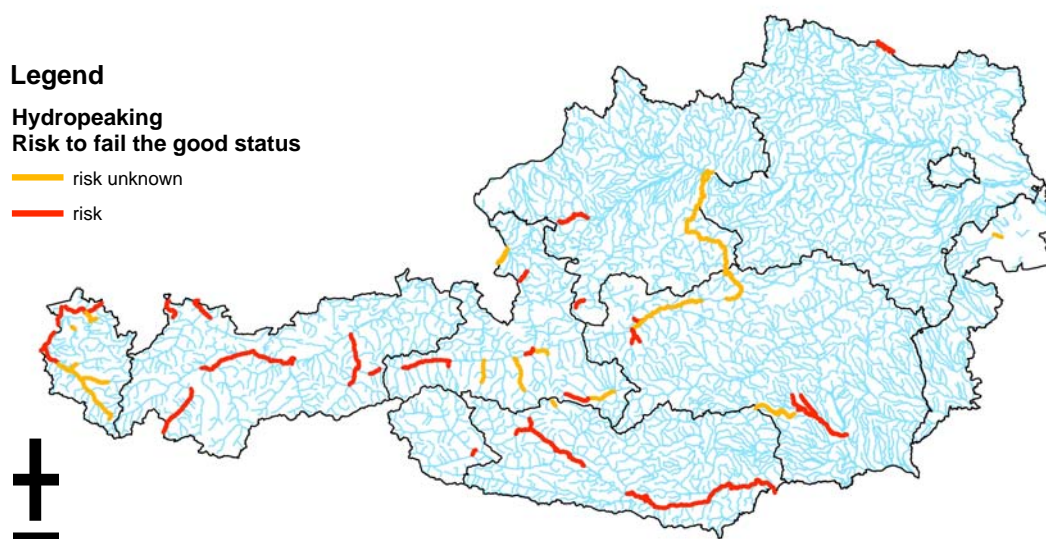 Legend
Hydropeaking
Risk to fail the good status
risk unknown
risk